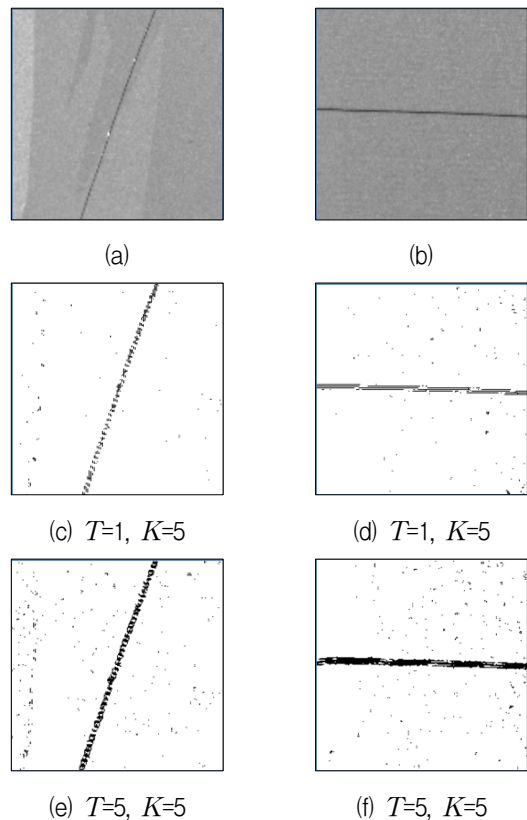 (a) (b)
(c) T=1, K=5 (d) T=1, K=5
(e) T=5, K=5 (f) T=5, K=5